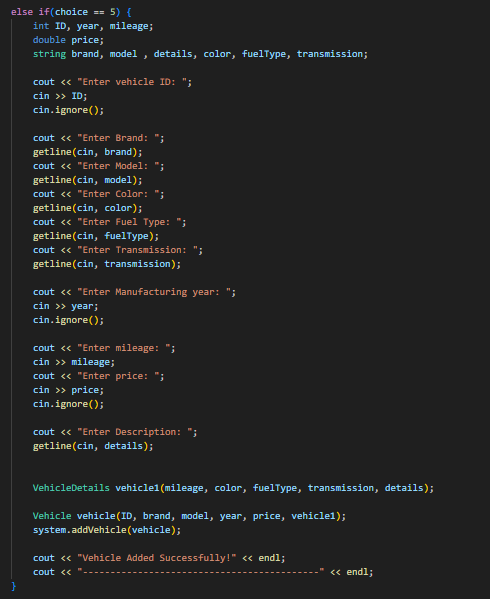 else if(choice == 5) {
int ID, year, mileage;
double price;
string brand, model , details, color, fuelType, transmission;
cout << "Enter vehicle ID: ";
cin >> ID;
cin.ignore();
cout << "Enter Brand: ";
getline(cin, brand);
cout << "Enter Model: ";
getline(cin, model);
cout << "Enter Color: ";
getline(cin, color);
cout << "Enter Fuel Type: ";
getline(cin, fuelType);
cout << "Enter Transmission: ";
getline(cin, transmission);
cout << "Enter Manufacturing year: ";
cin >> year;
cin.ignore();
cout << "Enter mileage: ";
cin >> mileage;
cout << "Enter price: ";
cin >> price;
cin.ignore();
cout << "Enter Description: ";
getline(cin, details);
VehicleDetails vehicle1(mileage, color, fuelType, transmission, details);
Vehicle vehicle(ID, brand, model, year, price, vehicle1);
system.addVehicle(vehicle);
cout << "Vehicle Added Successfully!" << endl;
cout << "-------------------------------------------" << endl;
}